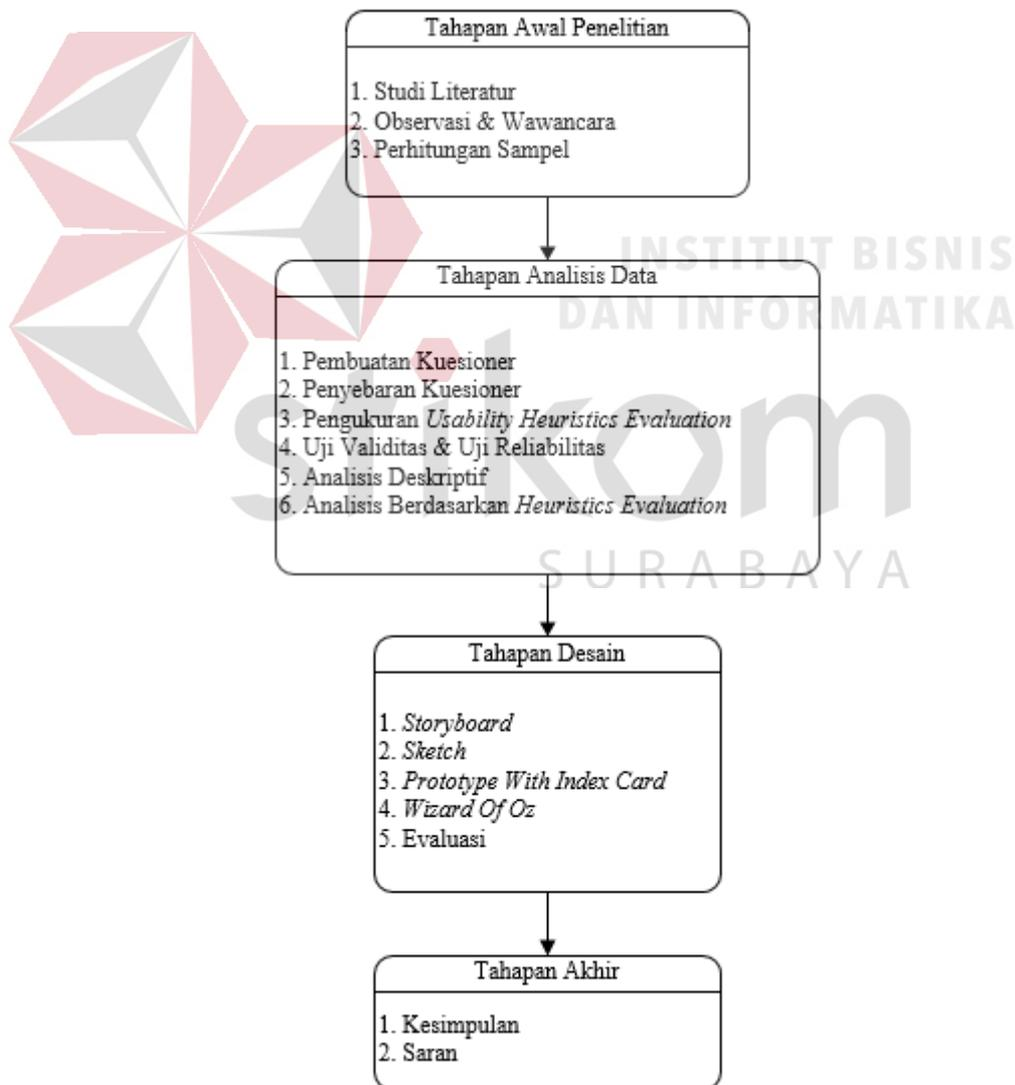 Tahapan Awal Penelitian
1. Studi Literatur
2. Observasi & Wawancara
3. Perhitungan Sampel
INSTITUT BISNIS
DAN INFORMATIKA
Tahapan Analisis Data
1. Pembuatan Kuesioner
2. Penyebaran Kuesioner
3. Pengukuran Usability Heuristics Evaluation
4. Uji Validitas & Uji Reliabilitas
5. Analisis Deskriptif
6. Analisis Berdasarkan Heuristics Evaluation
stikom
SURABAYA
Tahapan Desain
1. Storyboard
2. Sketch
3. Prototype With Index Card
4. Wizard Of Oz
5. Evaluasi
Tahapan Akhir
1. Kesimpulan
2. Saran